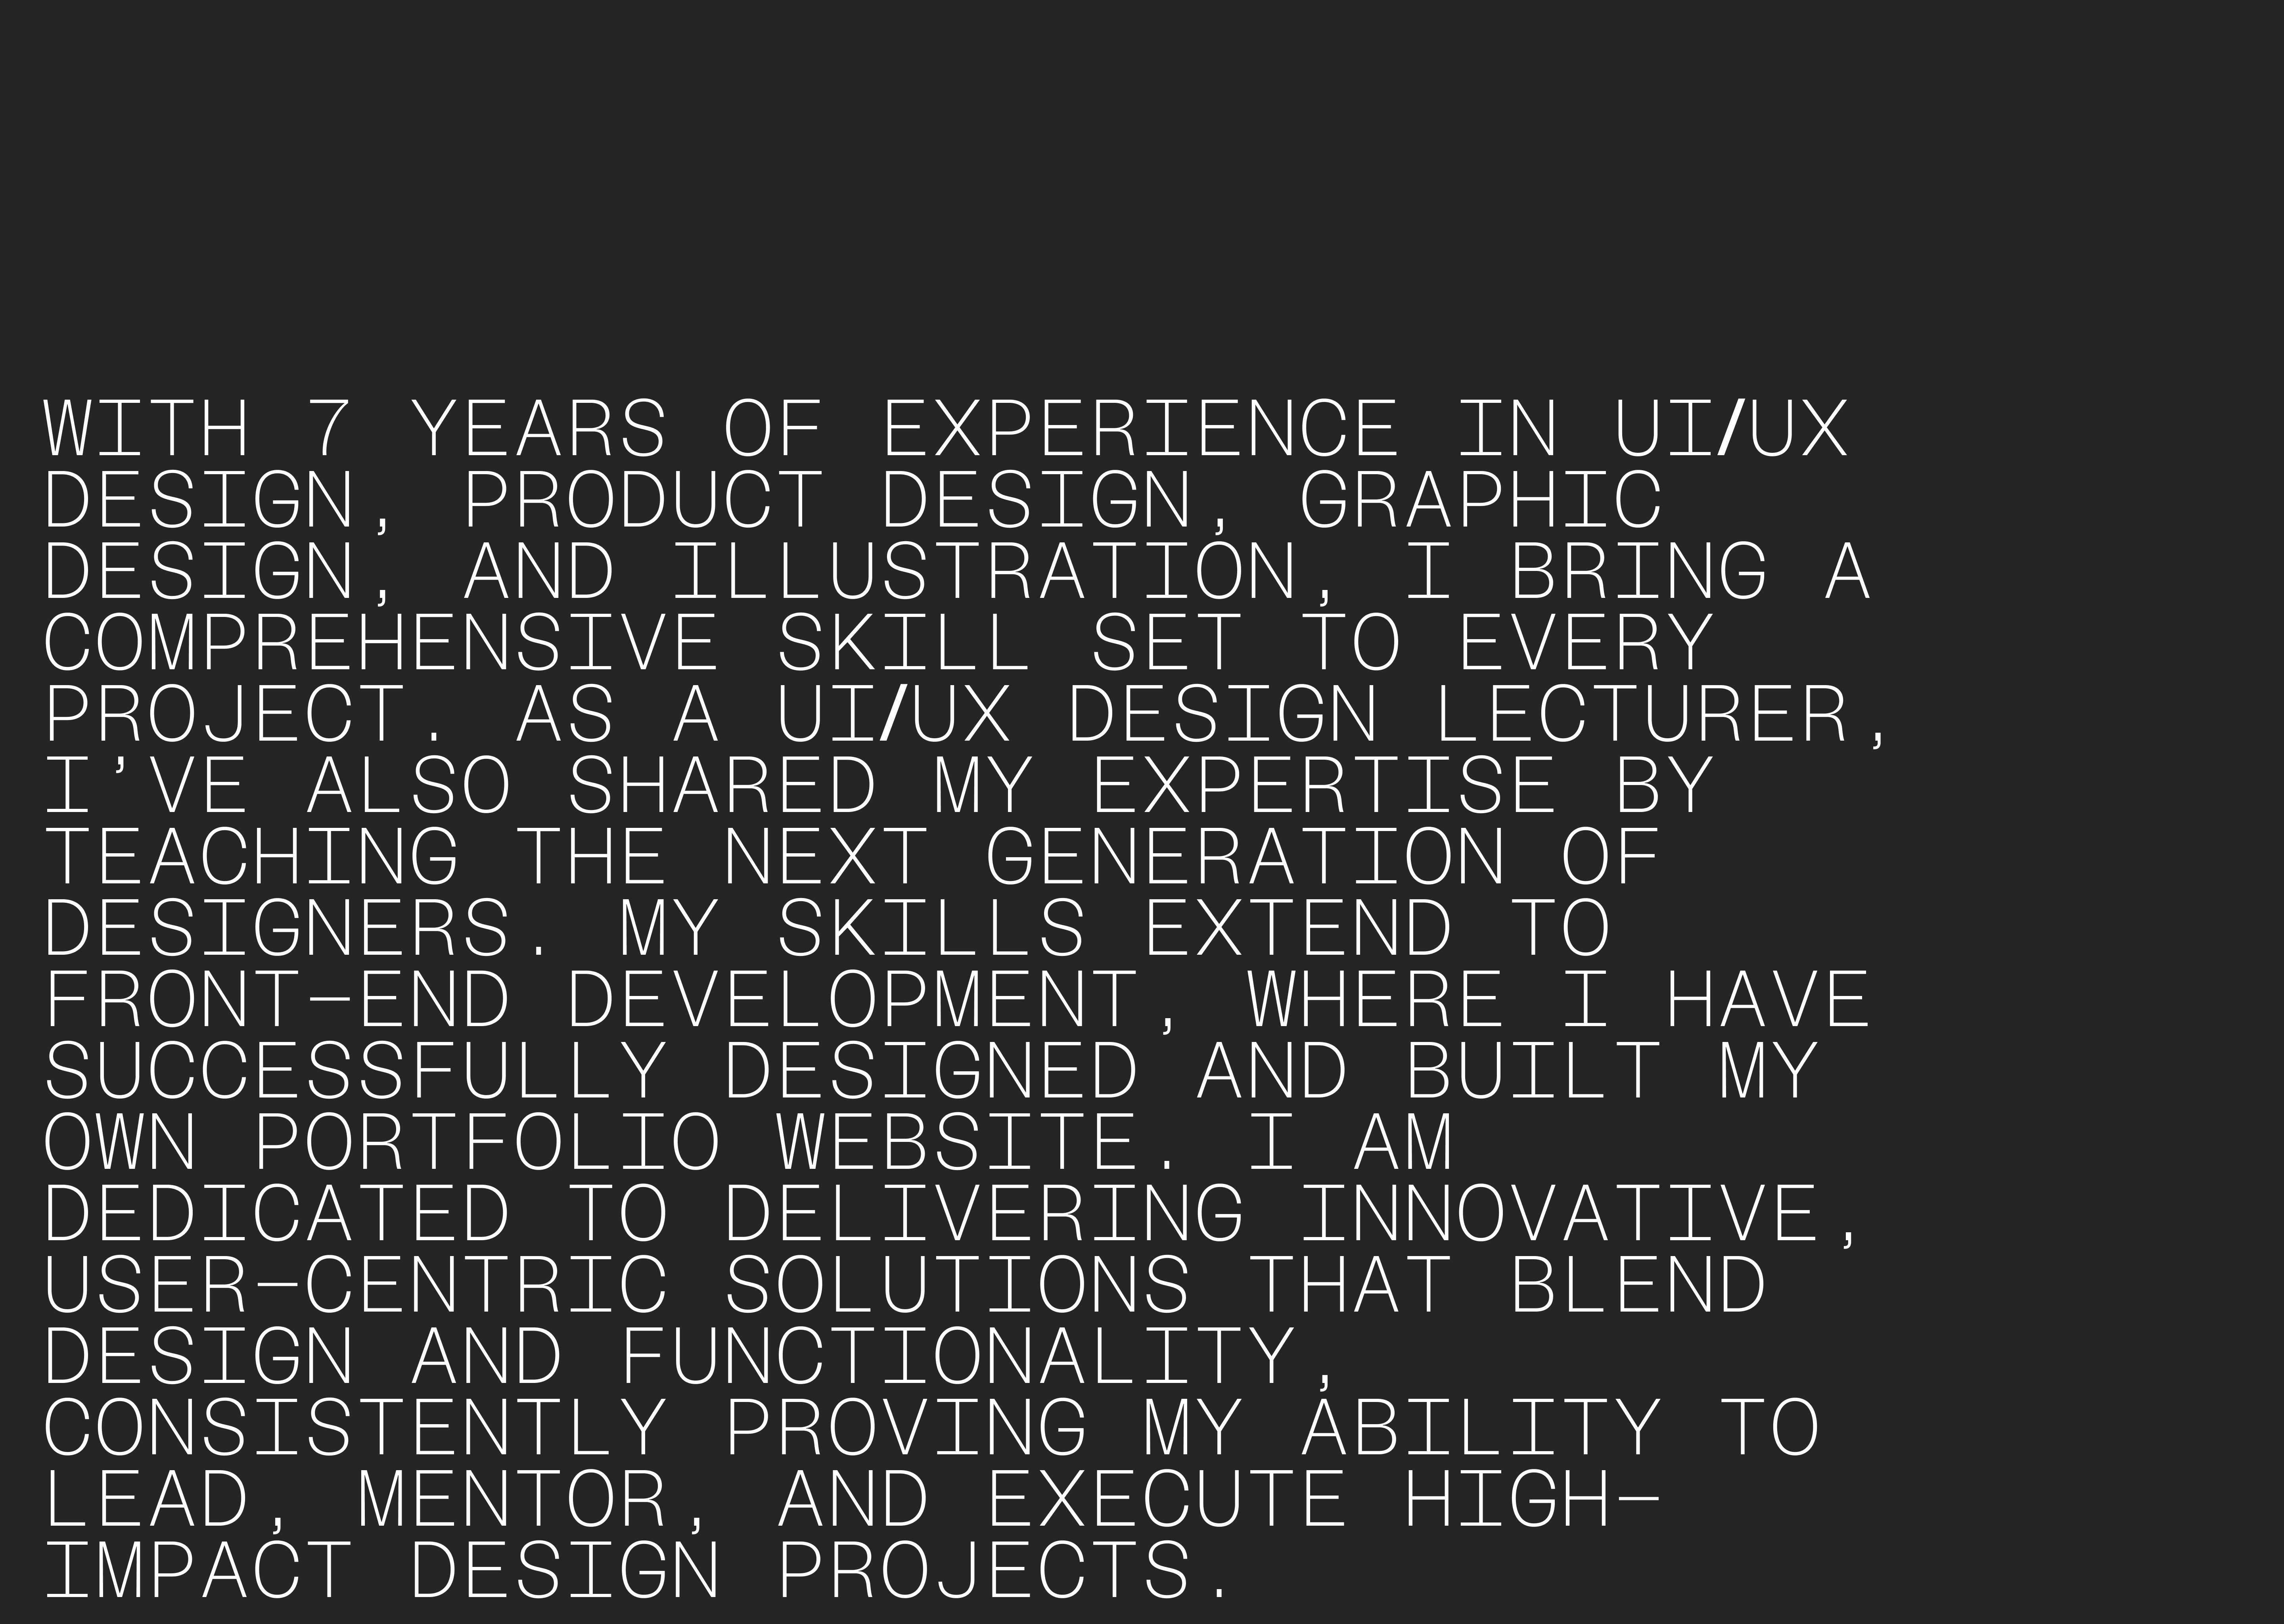 WITH 7 YEARS OF EXPERIENCE IN UI/UX
DESIGN, PRODUCT DESIGN, GRAPHIC
DESIGN, AND ILLUSTRATION, I BRING A
COMPREHENSIVE SKILL SET TO EVERY
PROJECT. AS A UI/UX DESIGN LECTURER,
I’VE ALSO SHARED MY EXPERTISE BY
TEACHING THE NEXT GENERATION OF
DESIGNERS. MY SKILLS EXTEND TO
FRONT-END DEVELOPMENT, WHERE I HAVE
SUCCESSFULLY DESIGNED AND BUILT MY
OWN PORTFOLIO WEBSITE. I AM
DEDICATED TO DELIVERING INNOVATIVE,
USER-CENTRIC SOLUTIONS THAT BLEND
DESIGN AND FUNCTIONALITY,
CONSISTENTLY PROVING MY ABILITY TO
LEAD, MENTOR, AND EXECUTE HIGH-
IMPACT DESIGN PROJECTS.